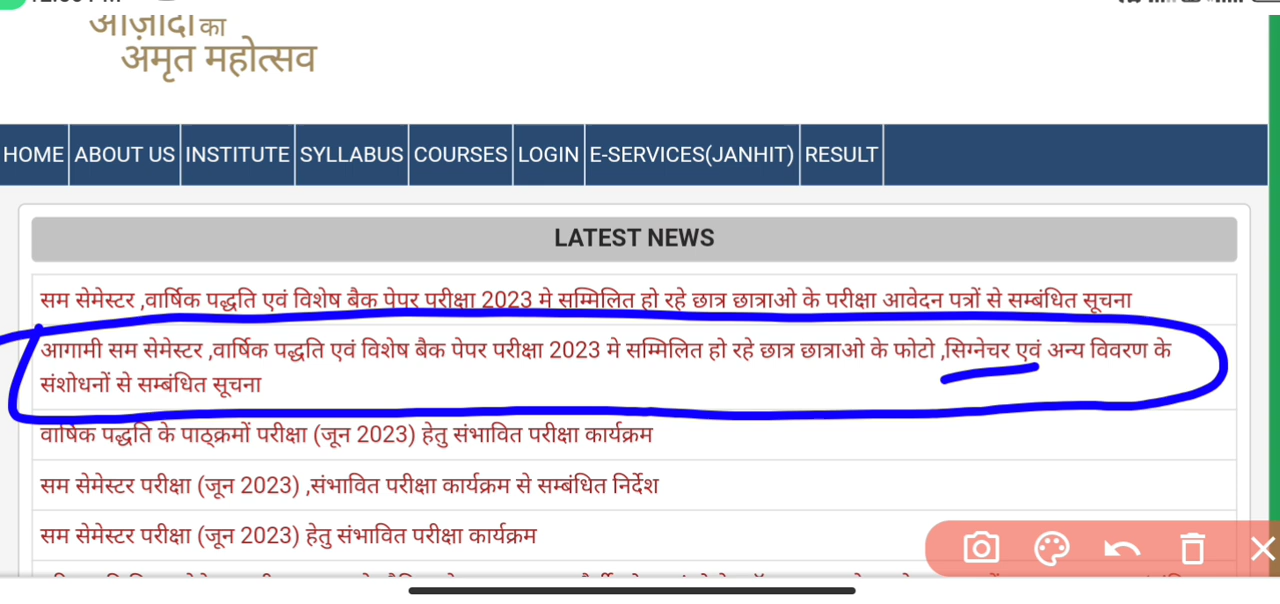 आज़ादी का
अमृत महोत्सव
HOME ABOUT US INSTITUTE SYLLABUS COURSES LOGIN E-SERVICES(JANHIT) RESULT
LATEST NEWS
सम सेमेस्टर ,वार्षिक पद्धति एवं विशेष बैक पेपर परीक्षा 2023 मे सम्मिलित हो रहे छात्र छात्राओ के परीक्षा आवेदन पत्रों से सम्बंधित सूचना
आगामी सम सेमेस्टर ,वार्षिक पद्धति एवं विशेष बैक पेपर परीक्षा 2023 मे सम्मिलित हो रहे छात्र छात्राओ के फोटो ,सिग्नेचर एवं अन्य विवरण के
संशोधनों से सम्बंधित सूचना
वार्षिक पद्धति के पाठ्क्रमों परीक्षा (जून 2023) हेतु संभावित परीक्षा कार्यक्रम
सम सेमेस्टर परीक्षा (जून 2023) ,संभावित परीक्षा कार्यक्रम से सम्बंधित निर्देश
सम सेमेस्टर परीक्षा (जून 2023) हेतु संभावित परीक्षा कार्यक्रम